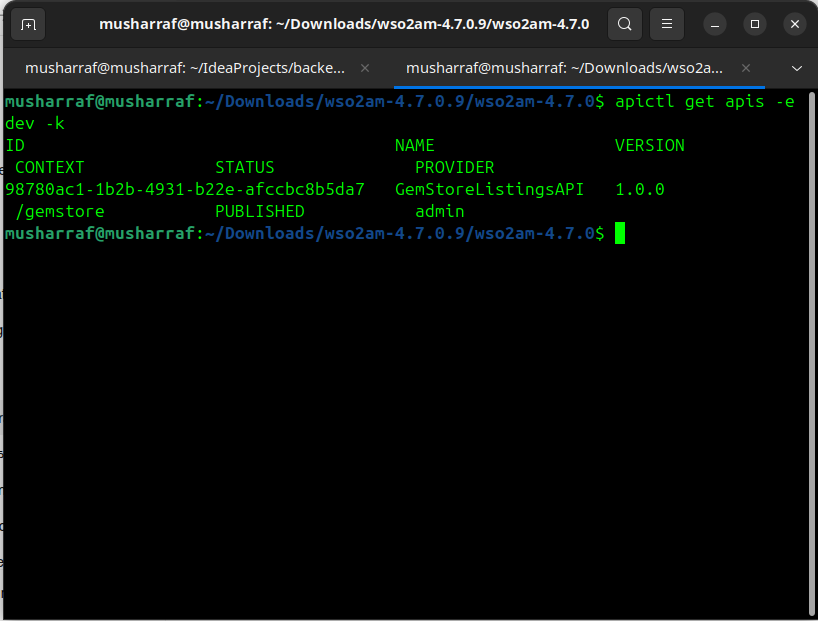 musharraf@musharraf: ~/Downloads/wso2am-4.7.0.9/wso2am-4.7.0
musharraf@musharraf: ~/IdeaProjects/backe...
musharraf@musharraf: ~/Downloads/wso2a...
musharraf@musharraf:~/Downloads/wso2am-4.7.0.9/wso2am-4.7.0$ apictl get apis -e
dev -k
ID NAME VERSION
CONTEXT STATUS PROVIDER
98780ac1-1b2b-4931-b22e-afccbc8b5da7 GemStoreListingsAPI 1.0.0
/gemstore PUBLISHED admin
musharraf@musharraf:~/Downloads/wso2am-4.7.0.9/wso2am-4.7.0$